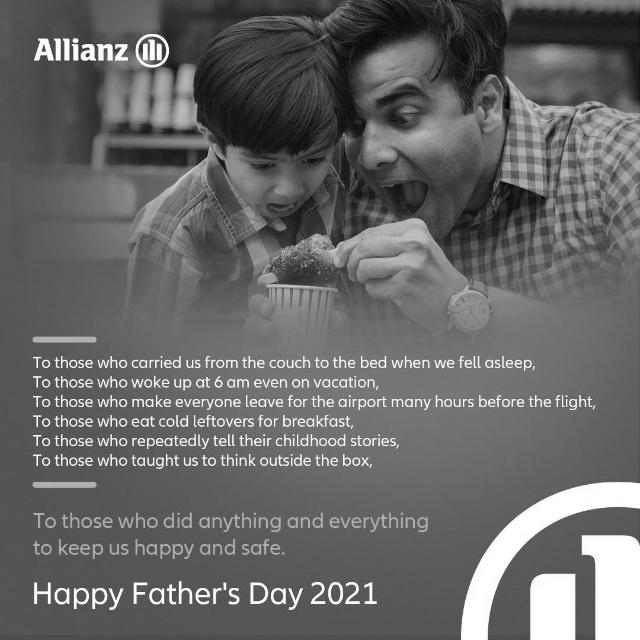 Allianz
To those who carried us from the couch to the bed when we fell asleep,
To those who woke up at 6 am even on vacation,
To those who make everyone leave for the airport many hours before the flight,
To those who eat cold leftovers for breakfast,
To those who repeatedly tell their childhood stories,
To those who taught us to think outside the box,
To those who did anything and everything
to keep us happy and safe.
Happy Father's Day 2021